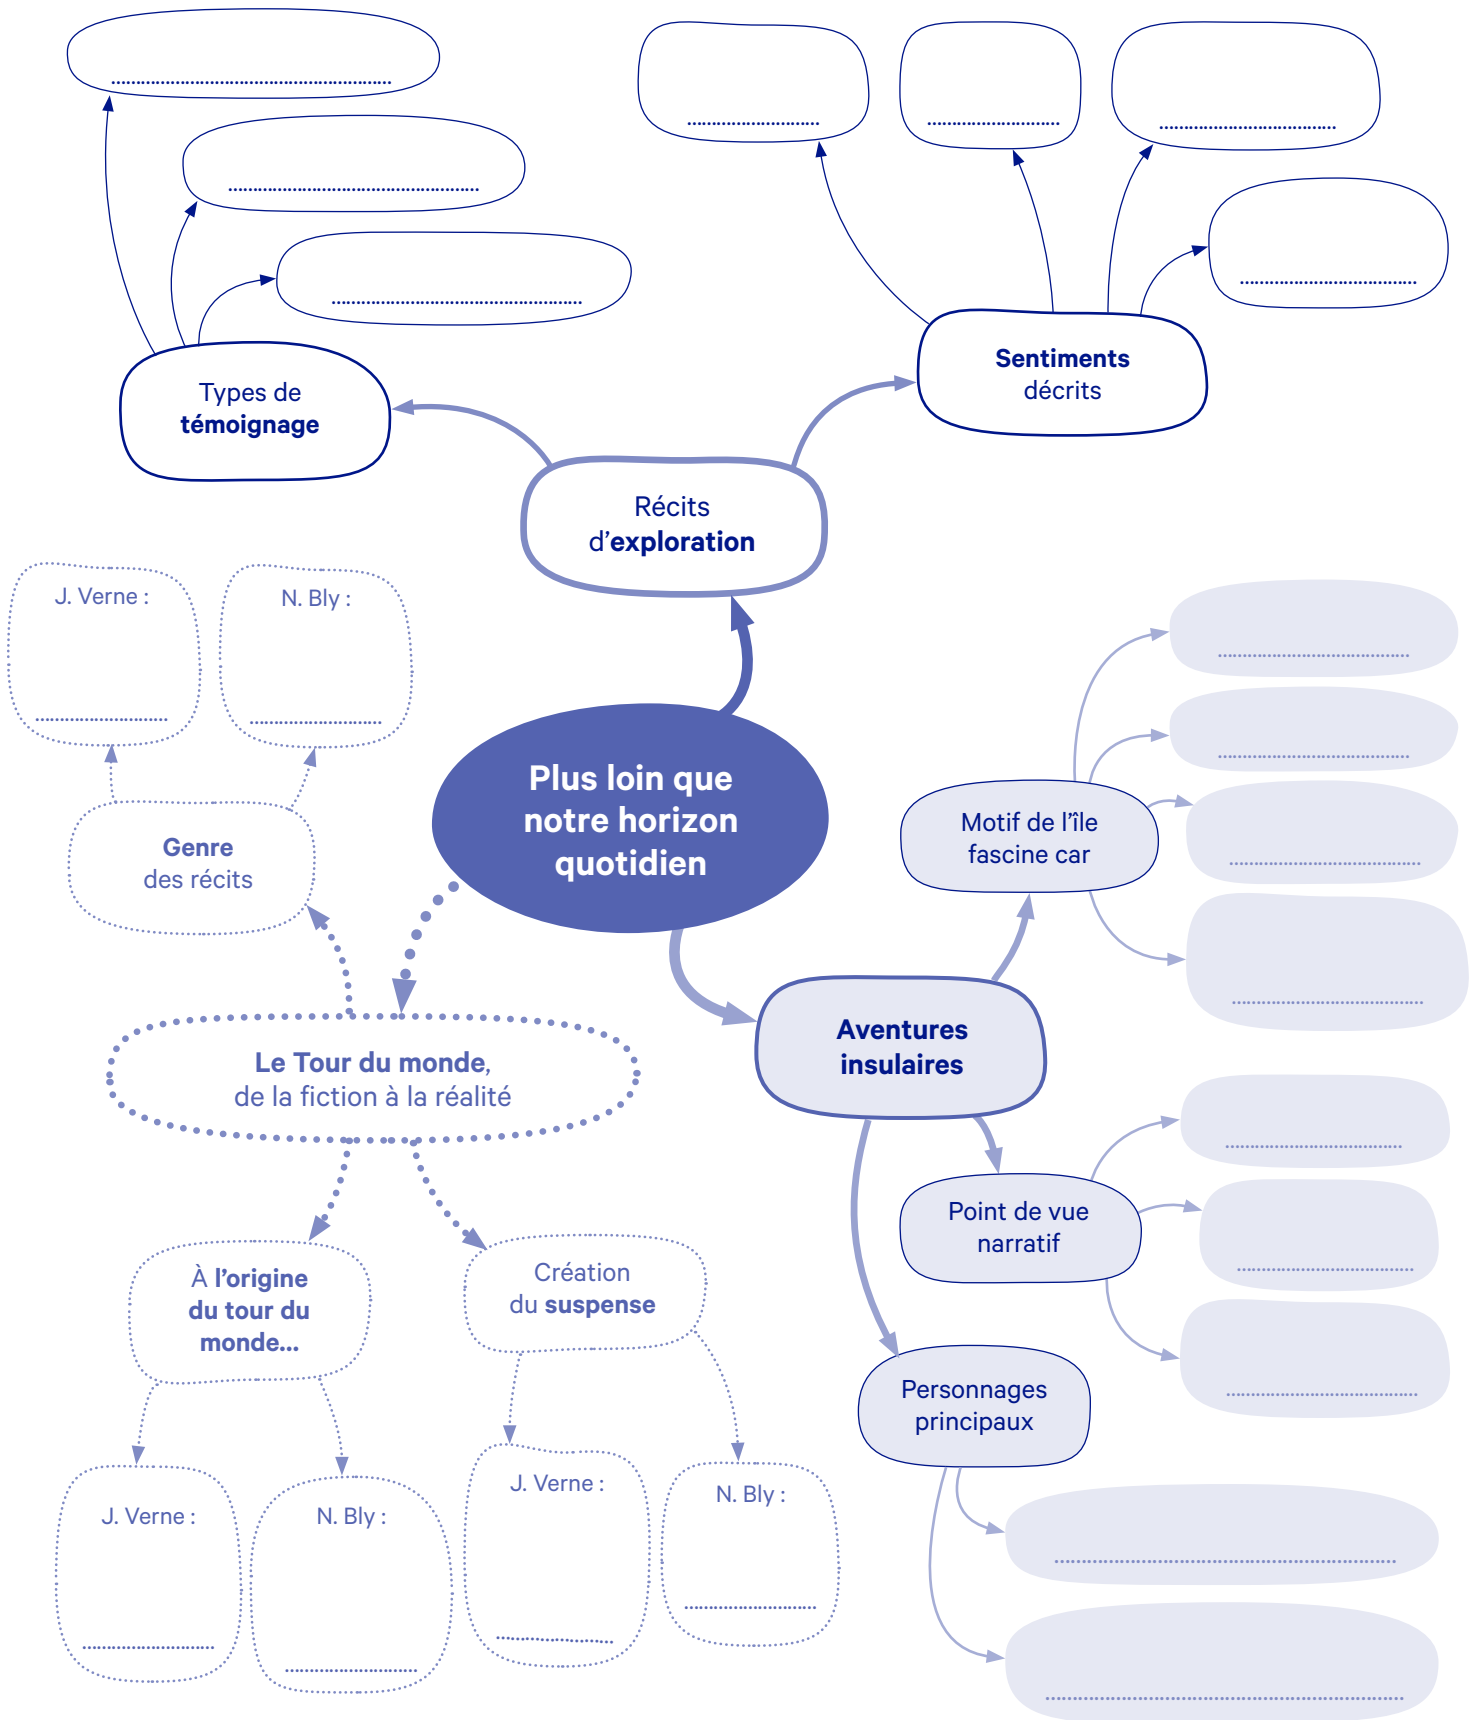 Types de
témoignage
Sentiments
décrits
Récits
d’exploration
J. Verne :
N. Bly :
Genre
des récits
Plus loin que
notre horizon
quotidien
Motif de l’île
fascine car
Le Tour du monde,
de la fiction à la réalité
Aventures
insulaires
Point de vue
narratif
Personnages
principaux
À l’origine
du tour du
monde...
Création
du suspense
J. Verne :
N. Bly :
J. Verne :
N. Bly :